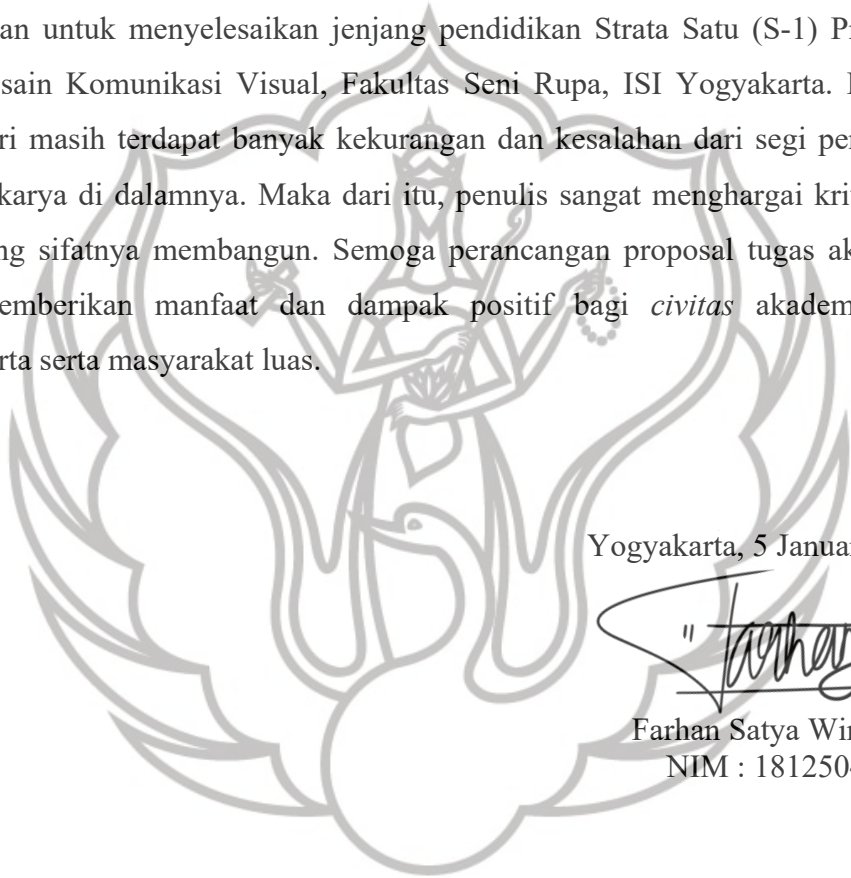 an untuk menyelesaikan jenjang pendidikan Strata Satu (S-1) P
sain Komunikasi Visual, Fakultas Seni Rupa, ISI Yogyakarta.
ri masih terdapat banyak kekurangan dan kesalahan dari segi pe
karya di dalamnya. Maka dari itu, penulis sangat menghargai kri
ng sifatnya membangun. Semoga perancangan proposal tugas ak
emberikan manfaat dan dampak positif bagi civitas akadem
rta serta masyarakat luas.
Yogyakarta, 5 Januar
Farhan Satya Wi
NIM : 181250